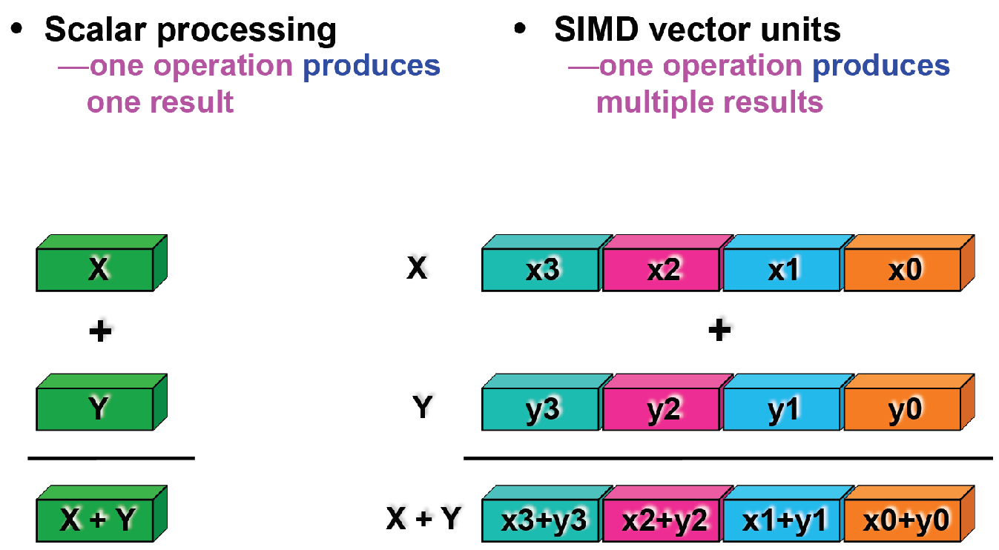 • Scalar processing
—one operation produces
one result
• SIMD vector units
—one operation produces
multiple results
X
+
Y
X + Y
X x3 x2 x1 x0
+
Y y3 y2 y1 y0
X + Y x3+y3 x2+y2 x1+y1 x0+y0